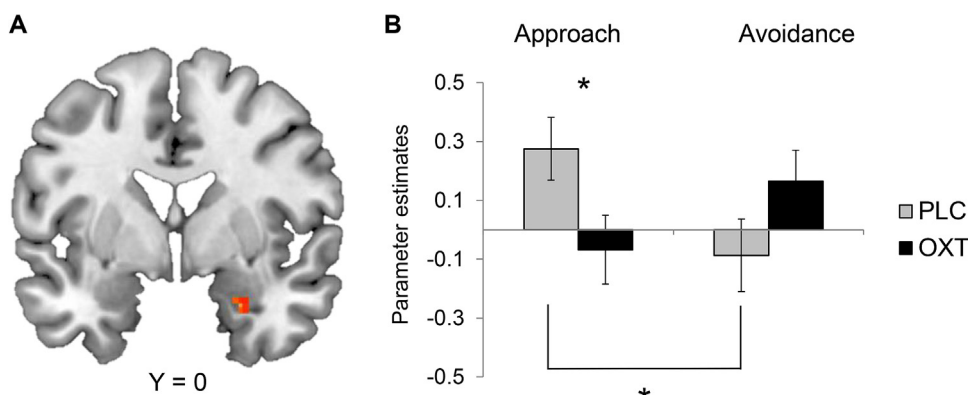 A
Y = 0
B
Approach Avoidance
*
0.5
0.3
0.1
-0.1
-0.3
-0.5
Parameter estimates
PLC
OXT
*